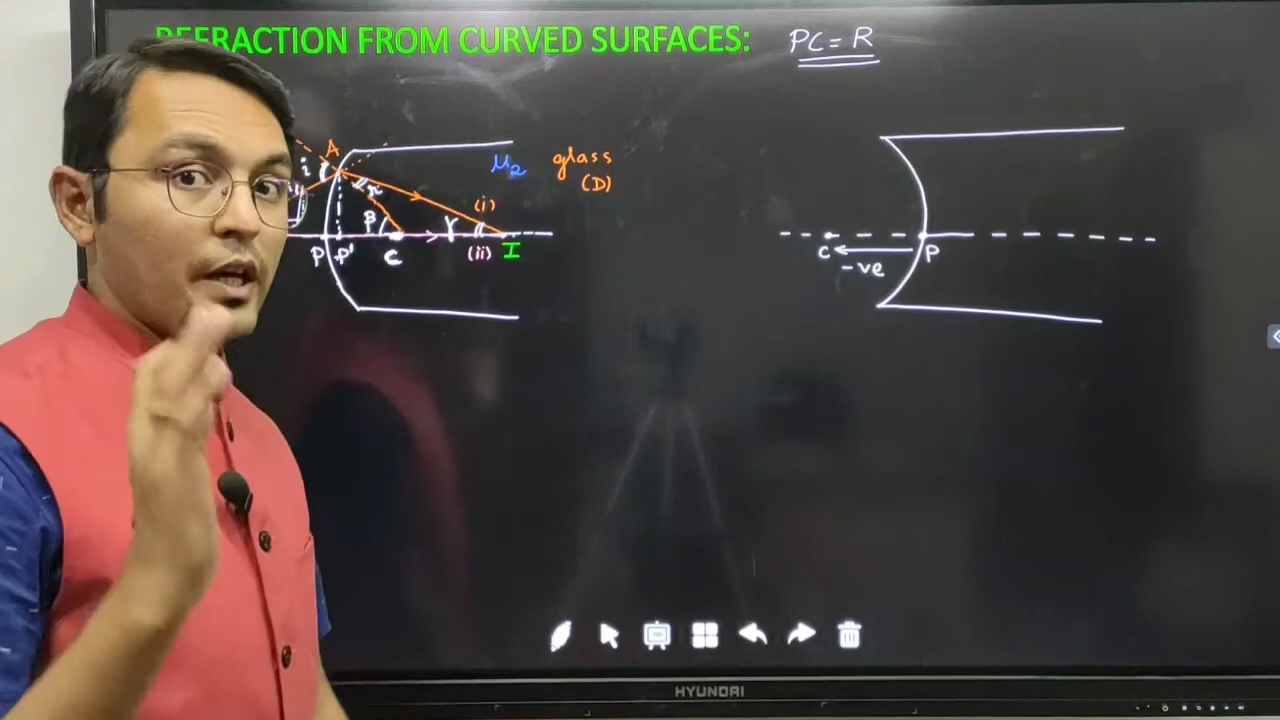 REFRACTION FROM CURVED SURFACES:
PC = R
A
i
r
μ2
glass
(D)
(i)
β
γ
P
P'
C
(ii)
I
C
P
-ve
HYUNDAI